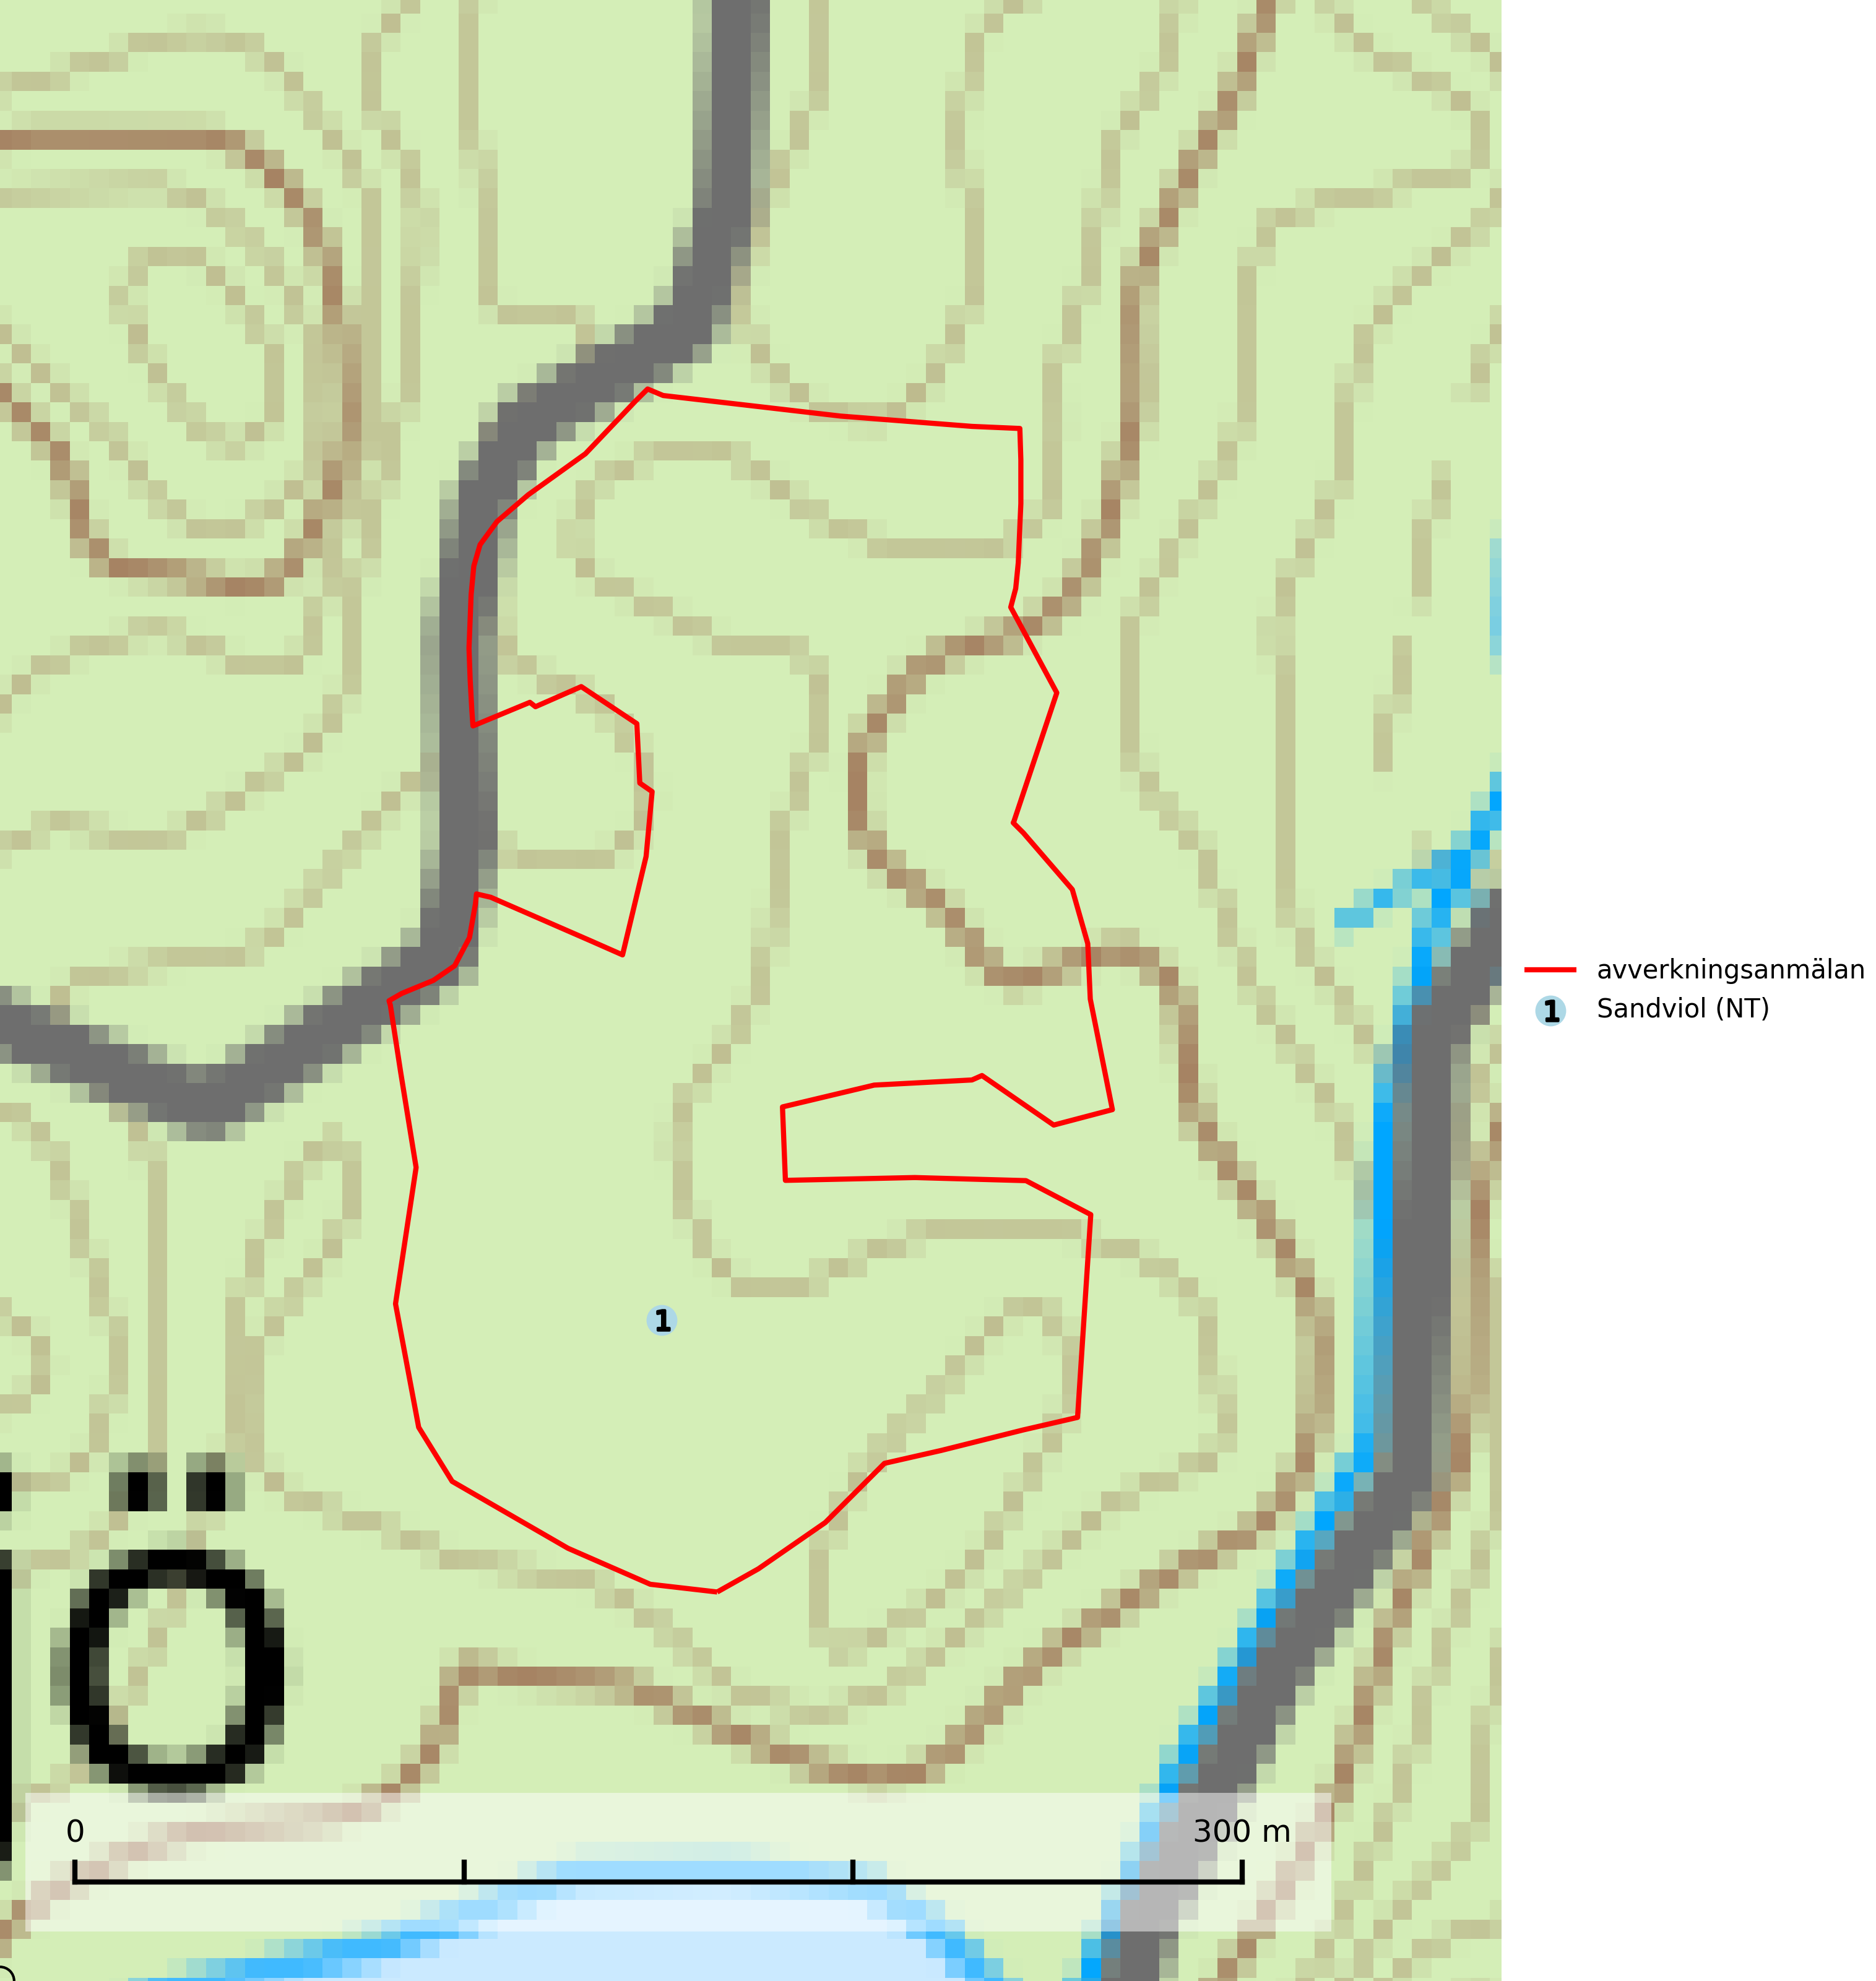 avverkningsanmälan
1 Sandviol (NT)
1
0 300 m